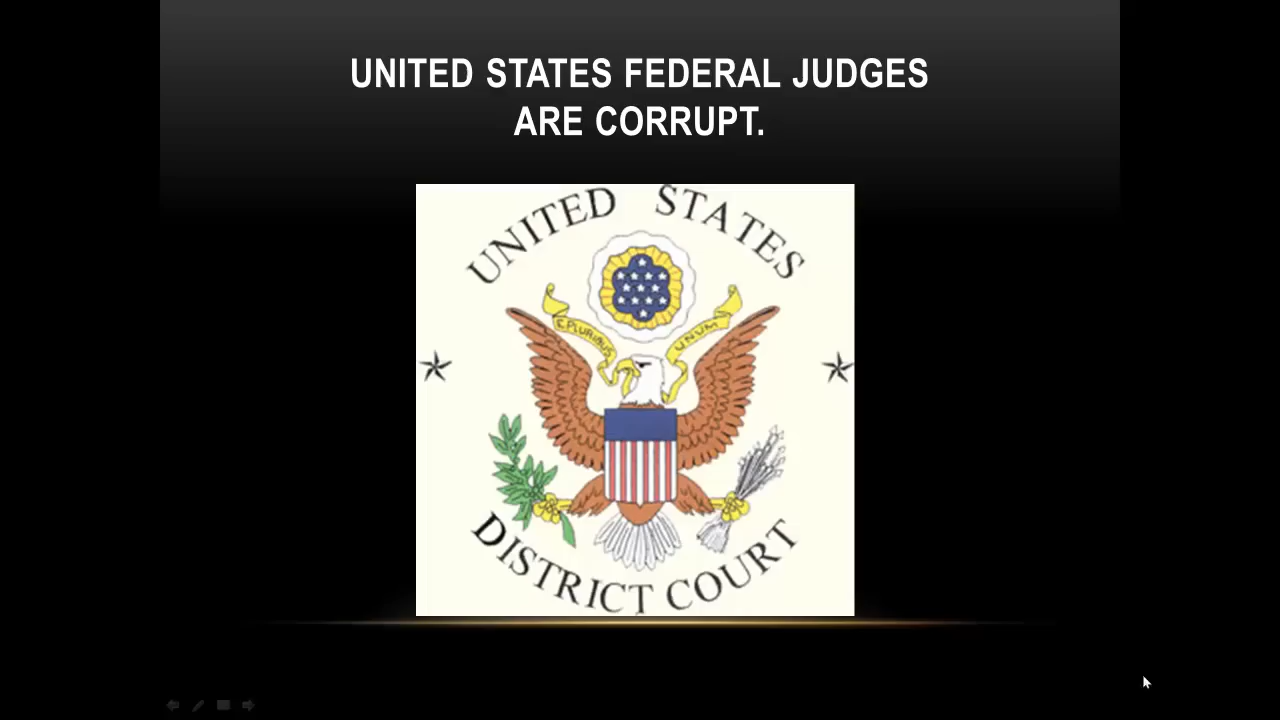 UNITED STATES FEDERAL JUDGES
ARE CORRUPT.
UNITED STATES
E PLURIBUS UNUM
DISTRICT COURT